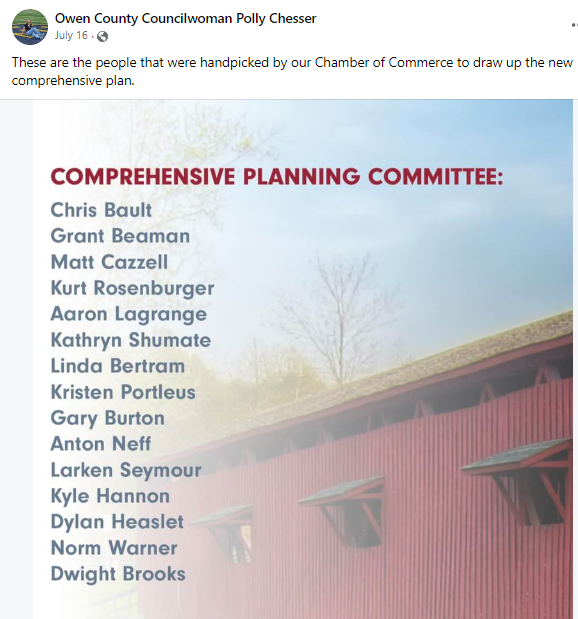 Owen County Councilwoman Polly Chesser
July 16 ·
These are the people that were handpicked by our Chamber of Commerce to draw up the new
comprehensive plan.
COMPREHENSIVE PLANNING COMMITTEE:
Chris Bault
Grant Beaman
Matt Cazzell
Kurt Rosenburger
Aaron Lagrange
Kathryn Shumate
Linda Bertram
Kristen Portleus
Gary Burton
Anton Neff
Larken Seymour
Kyle Hannon
Dylan Heaslet
Norm Warner
Dwight Brooks